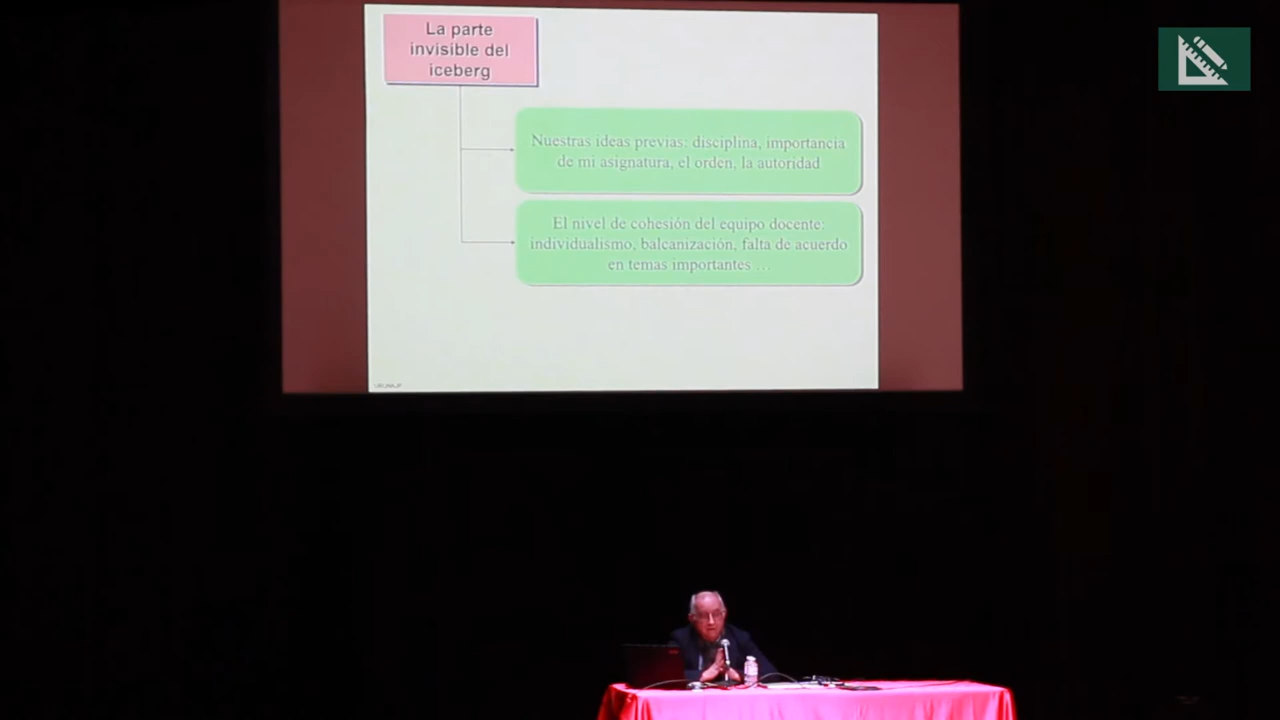 La parte
invisible del
iceberg
Nuestras ideas previas: disciplina, importancia
de mi asignatura, el orden, la autoridad
El nivel de cohesión del equipo docente:
individualismo, balcanización, falta de acuerdo
en temas importantes …